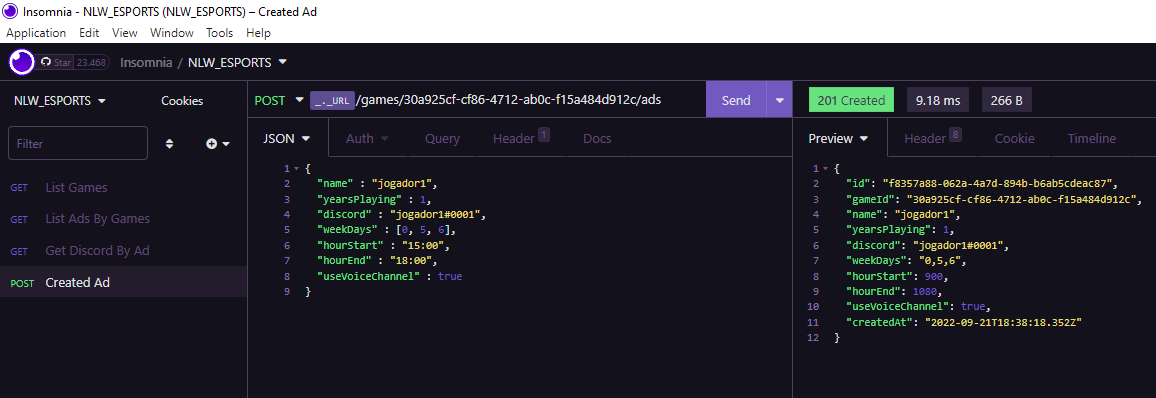 Insomnia - NLW_ESPORTS (NLW_ESPORTS) – Created Ad
Application Edit View Window Tools Help
Star 23.468 Insomnia / NLW_ESPORTS
NLW_ESPORTS Cookies
Filter
GET List Games
GET List Ads By Games
GET Get Discord By Ad
POST Created Ad
POST _._URL /games/30a925cf-cf86-4712-ab0c-f15a484d912c/ads Send
JSON Auth Query Header 1 Docs
1 {
2 "name" : "jogador1",
3 "yearsPlaying" : 1,
4 "discord" : "jogador1#0001",
5 "weekDays" : [0, 5, 6],
6 "hourStart" : "15:00",
7 "hourEnd" : "18:00",
8 "useVoiceChannel" : true
9 }
201 Created 9.18 ms 266 B
Preview Header 8 Cookie Timeline
1 {
2 "id": "f8357a88-062a-4a7d-894b-b6ab5cdeac87",
3 "gameId": "30a925cf-cf86-4712-ab0c-f15a484d912c",
4 "name": "jogador1",
5 "yearsPlaying": 1,
6 "discord": "jogador1#0001",
7 "weekDays": "0,5,6",
8 "hourStart": 900,
9 "hourEnd": 1080,
10 "useVoiceChannel": true,
11 "createdAt": "2022-09-21T18:38:18.352Z"
12 }